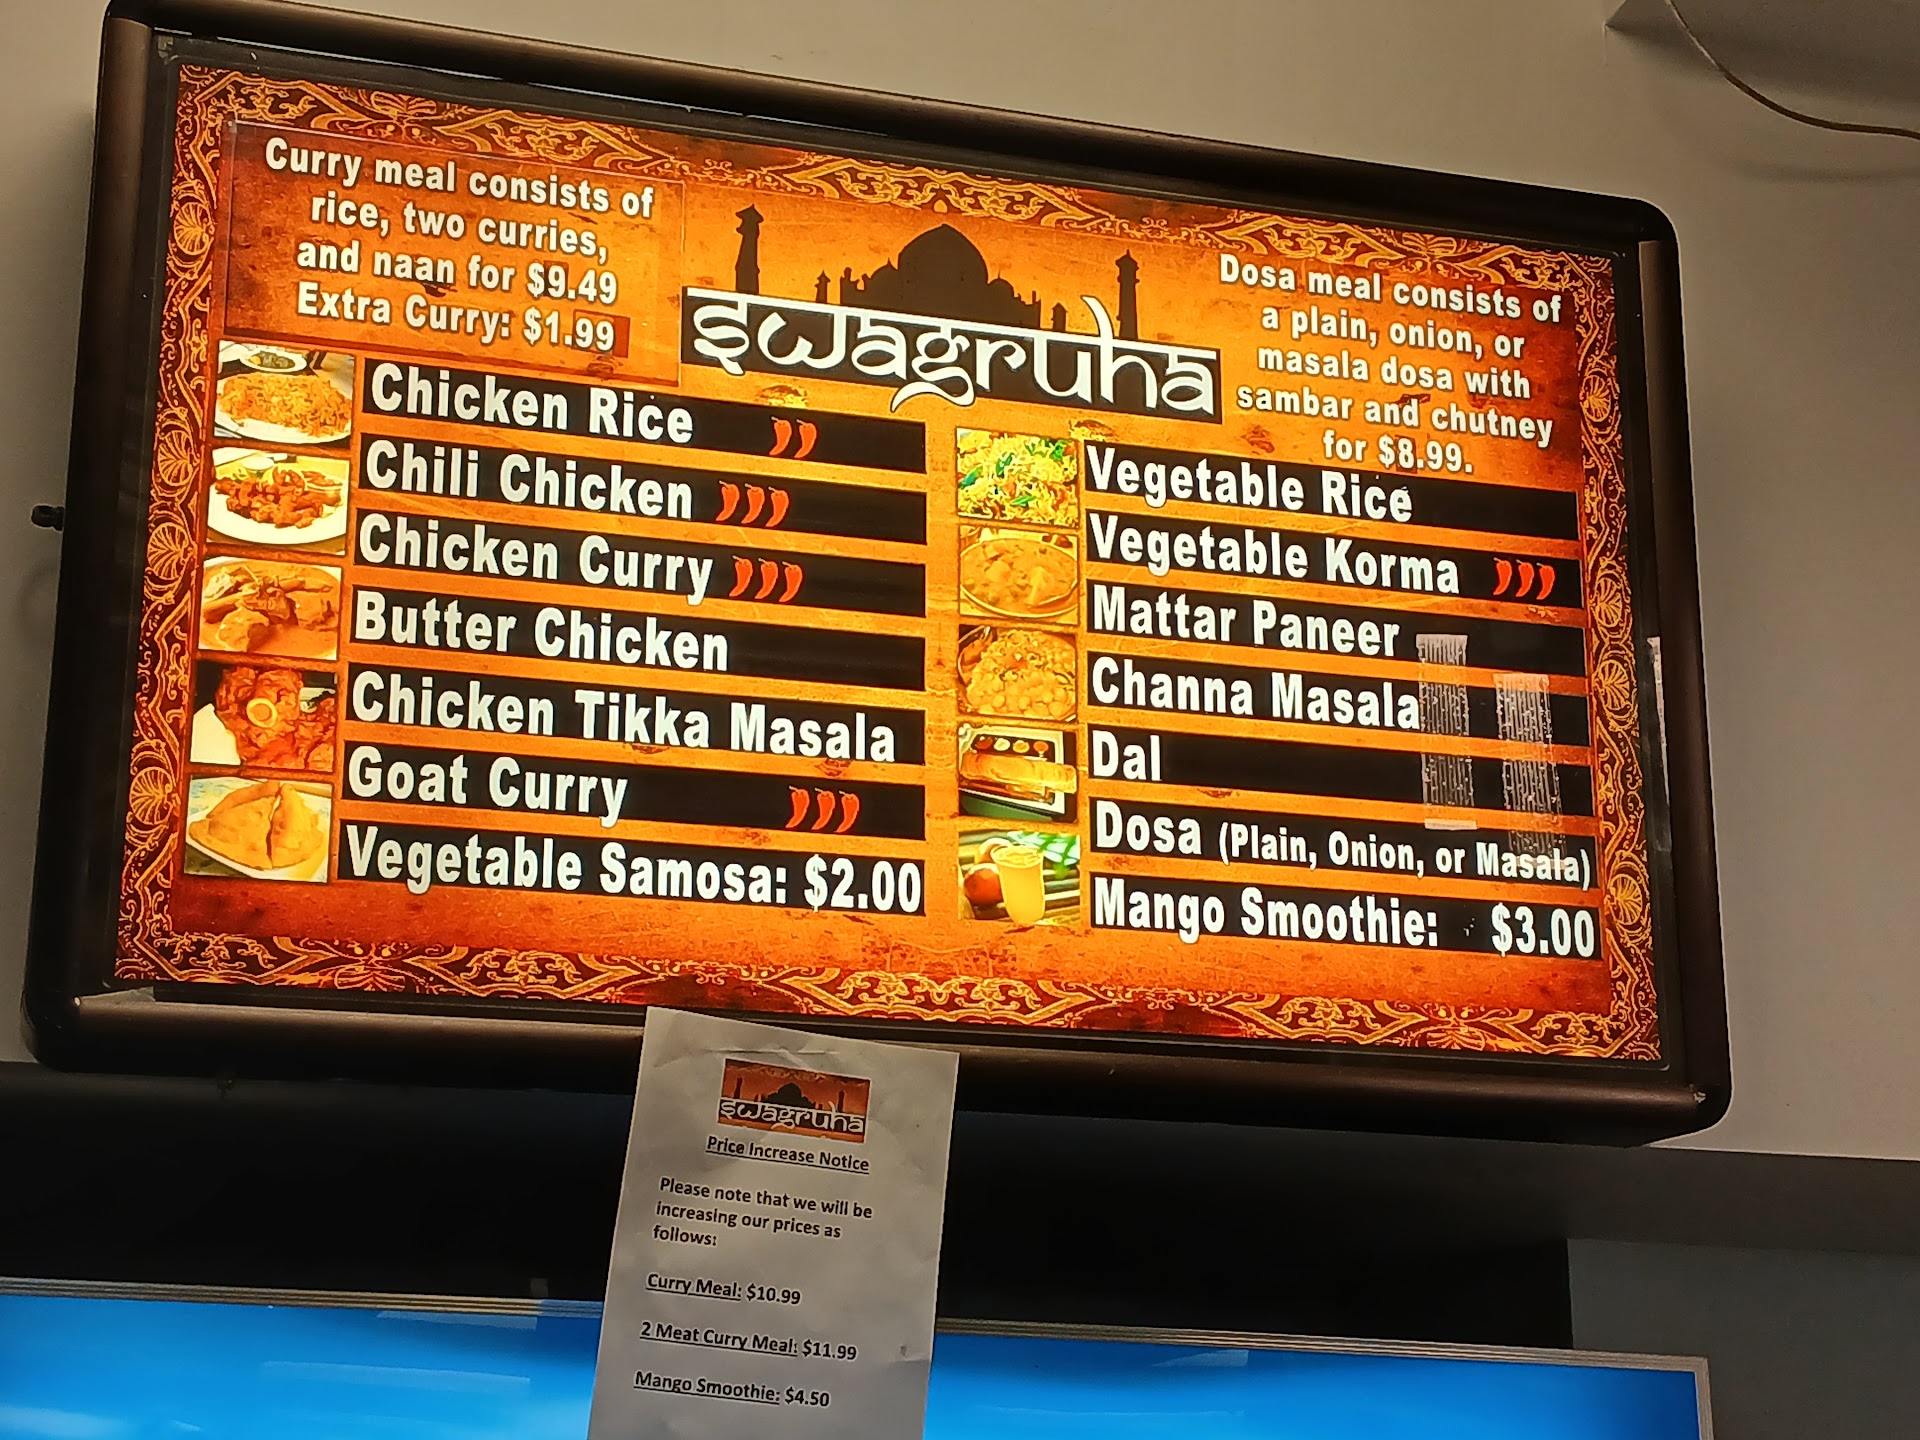 Curry meal consists of
rice, two curries,
and naan for $9.49
Extra Curry: $1.99
swagruha
Dosa meal consists of
a plain, onion, or
masala dosa with
sambar and chutney
for $8.99.
Chicken Rice
Chili Chicken
Chicken Curry
Butter Chicken
Chicken Tikka Masala
Goat Curry
Vegetable Samosa: $2.00
Vegetable Rice
Vegetable Korma
Mattar Paneer
Channa Masala
Dal
Dosa (Plain, Onion, or Masala)
Mango Smoothie: $3.00
swagruha
Price Increase Notice
Please note that we will be
increasing our prices as
follows:
Curry Meal: $10.99
2 Meat Curry Meal: $11.99
Mango Smoothie: $4.50